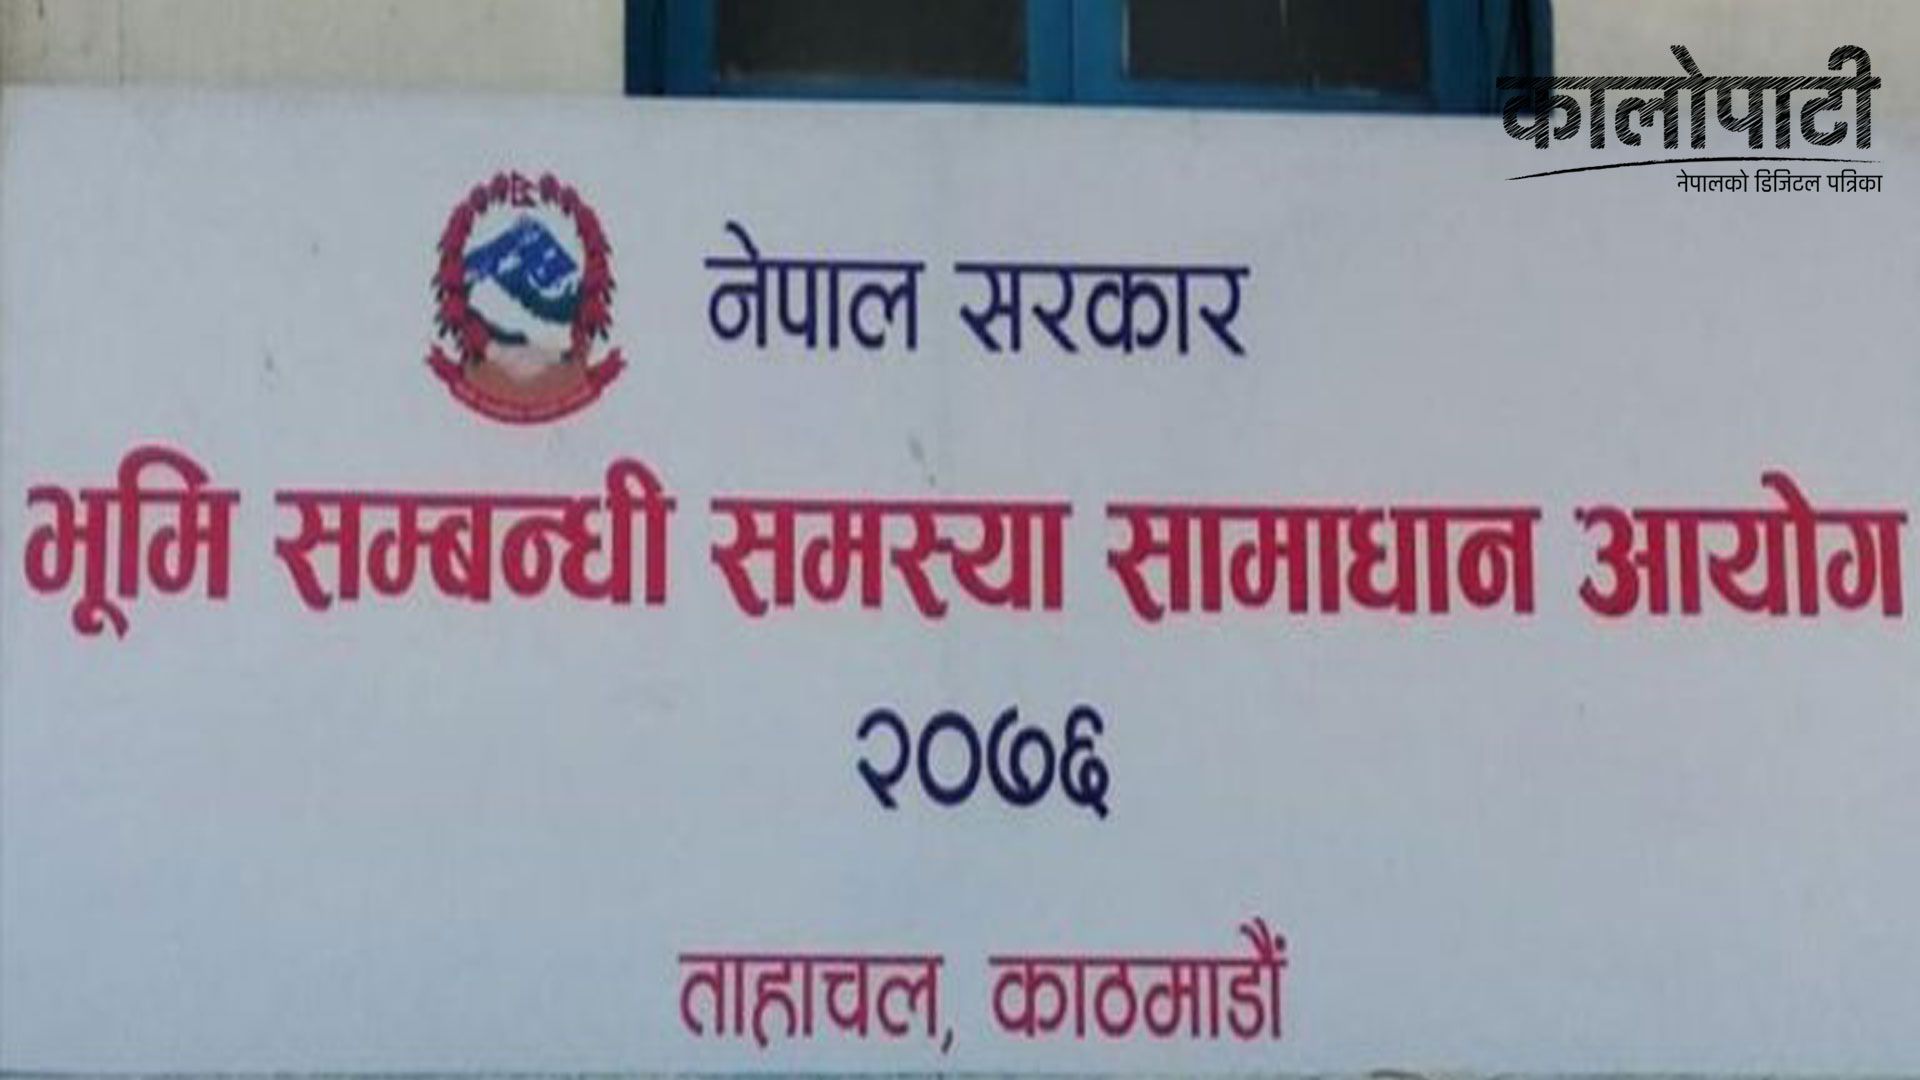 कालोपाटी
नेपालको डिजिटल पत्रिका
नेपाल सरकार
भूमि सम्बन्धी समस्या सामाधान आयोग
२०७६
ताहाचल, काठमाडौं